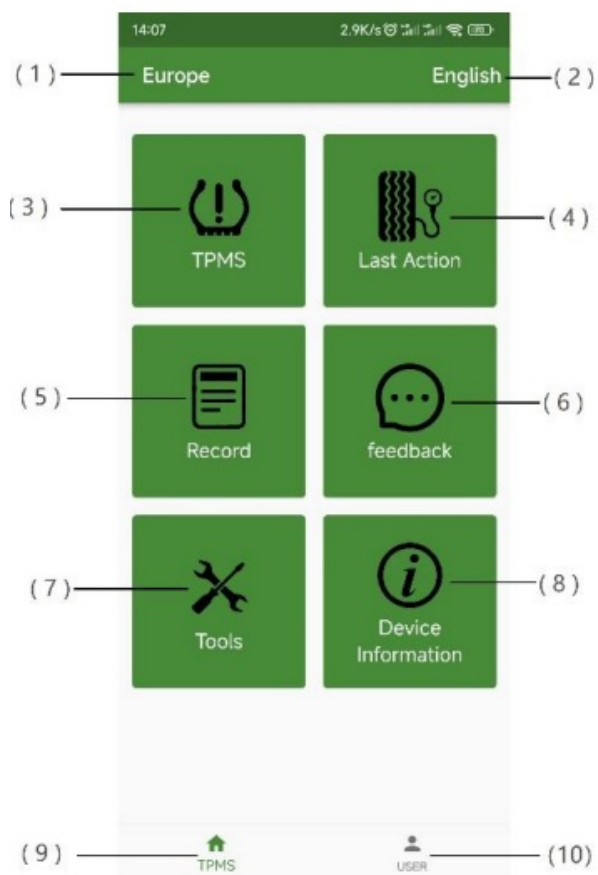 14:07 2.9K/s
(1) Europe English (2)
(3) TPMS
Last Action (4)
(5) Record
feedback (6)
(7) Tools
Device
Information (8)
(9) TPMS
USER (10)